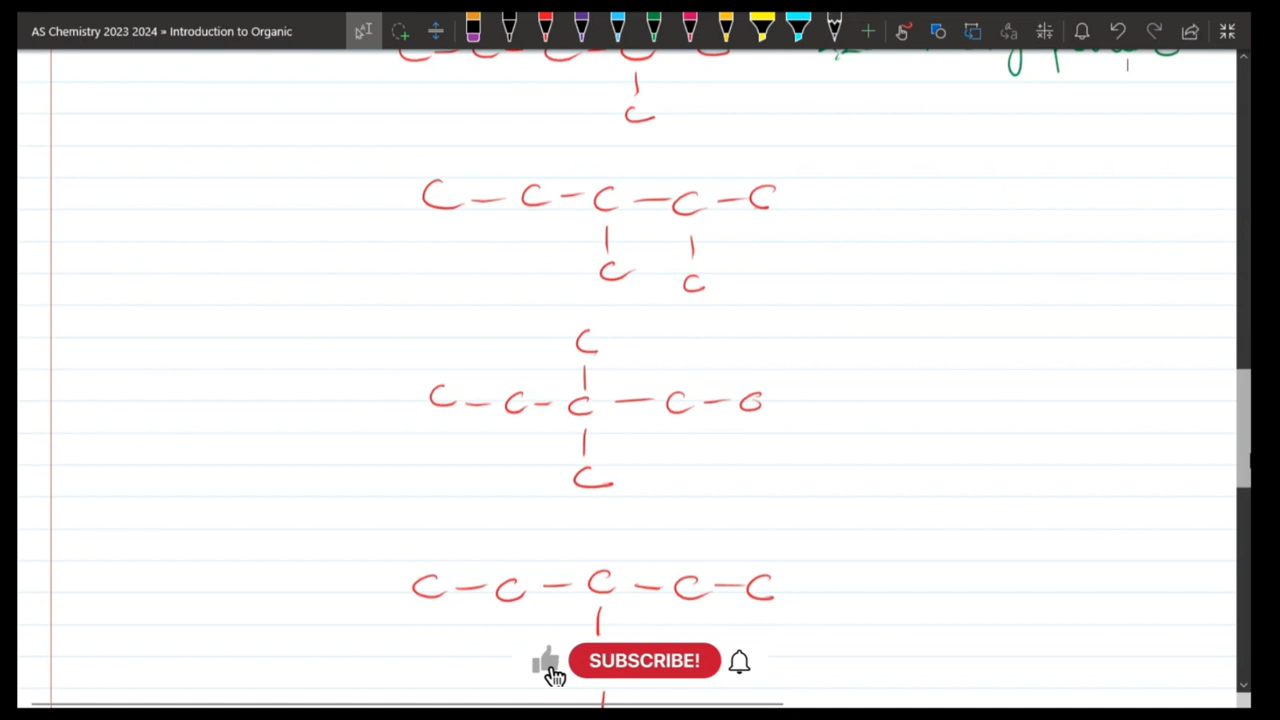 AS Chemistry 2023 2024 » Introduction to Organic
C - C - C - C - C
|
C
C - C - C - C - C
| |
C C
C
|
C - C - C - C - C
|
C
C - C - C - C - C
|
SUBSCRIBE!
|